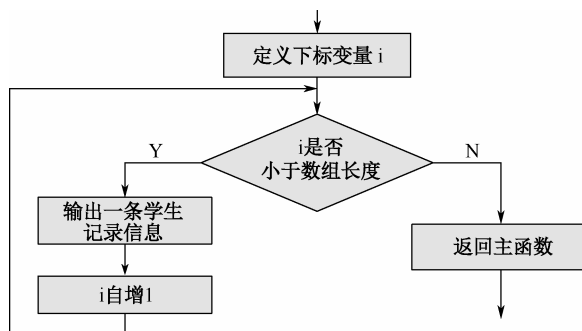 定义下标变量 i
i是否
小于数组长度
Y
N
输出一条学生
记录信息
返回主函数
i自增1